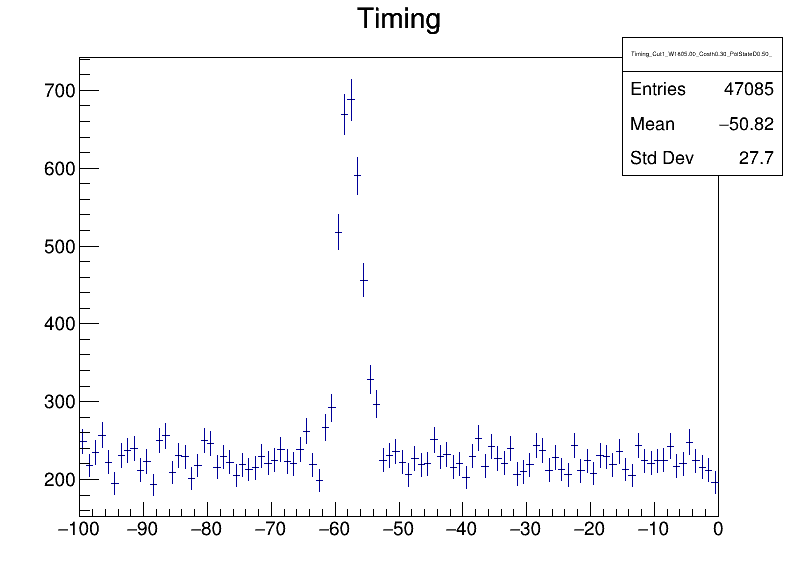 Timing
Timing_Cut1_W1605.00_Costh0.30_PolStateD0.50_
Entries 47085
Mean −50.82
Std Dev 27.7
700
600
500
400
300
200
−100 −90 −80 −70 −60 −50 −40 −30 −20 −10 0